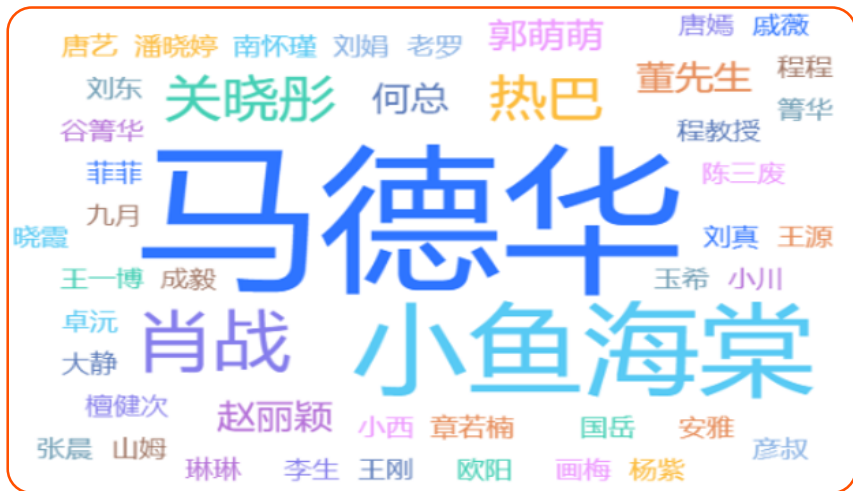 唐嫣 戚薇
唐艺 潘晓婷 南怀瑾 刘娟 老罗 郭萌萌
刘东 关晓彤 何总 热巴 董先生 程程
箐华
谷箐华 程教授
菲菲 马德华 陈三废
九月
晓霞 刘真 王源
王一博 成毅 玉希 小川
卓沅 肖战 小鱼海棠
大静
檀健次 赵丽颖 小西 章若楠 国岳 安雅
张晨 山姆 彦叔
琳琳 李生 王刚 欧阳 画梅 杨紫